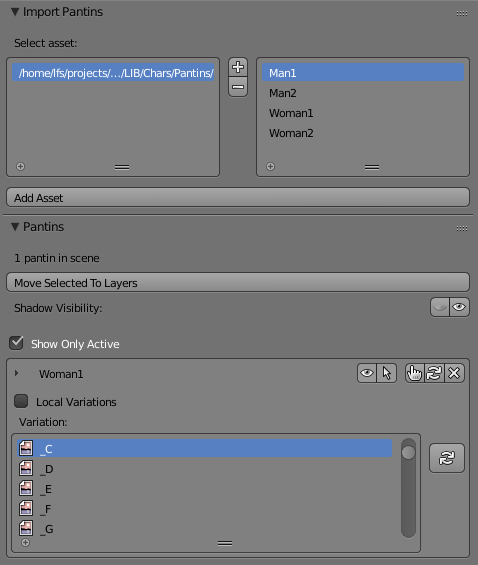 Import Pantins
Select asset:
/home/lfs/projects/.../LIB/Chars/Pantins/
Man1
Man2
Woman1
Woman2
Add Asset
Pantins
1 pantin in scene
Move Selected To Layers
Shadow Visibility:
Show Only Active
Woman1
Local Variations
Variation:
_C
_D
_E
_F
_G